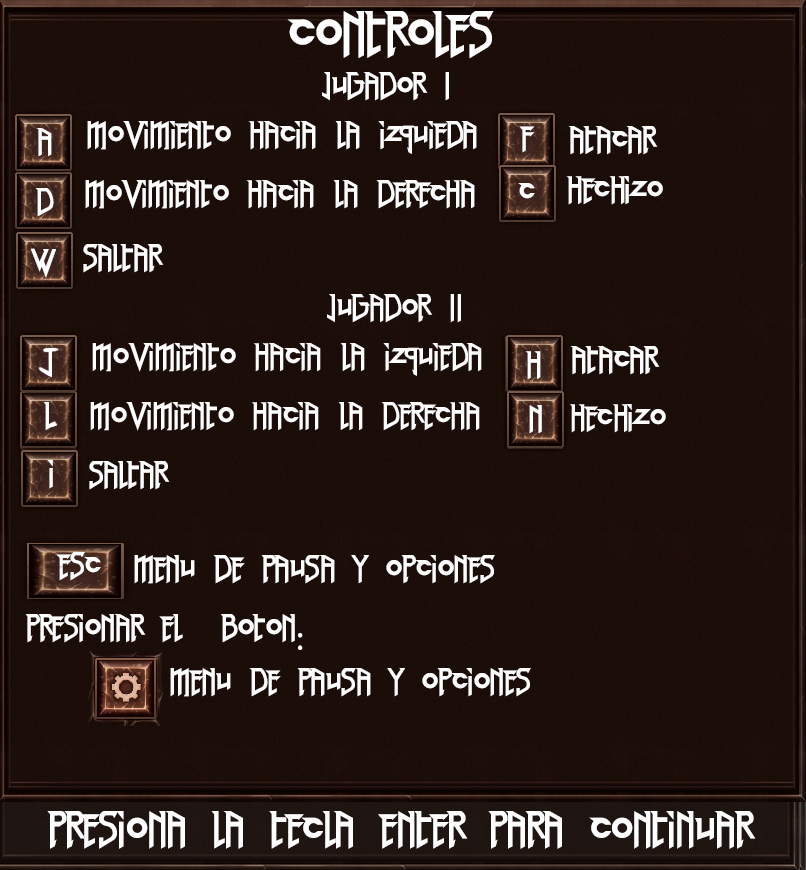 CONTROLES
JUGADOR I
A MOVIMIENTO HACIA LA IZQUIEDA F ATACAR
D MOVIMIENTO HACIA LA DERECHA C HECHIZO
W SALTAR
JUGADOR II
J MOVIMIENTO HACIA LA IZQUIEDA H ATACAR
L MOVIMIENTO HACIA LA DERECHA N HECHIZO
I SALTAR
ESC MENU DE PAUSA Y OPCIONES
PRESIONAR EL BOTON:
MENU DE PAUSA Y OPCIONES
PRESIONA LA TECLA ENTER PARA CONTINUAR